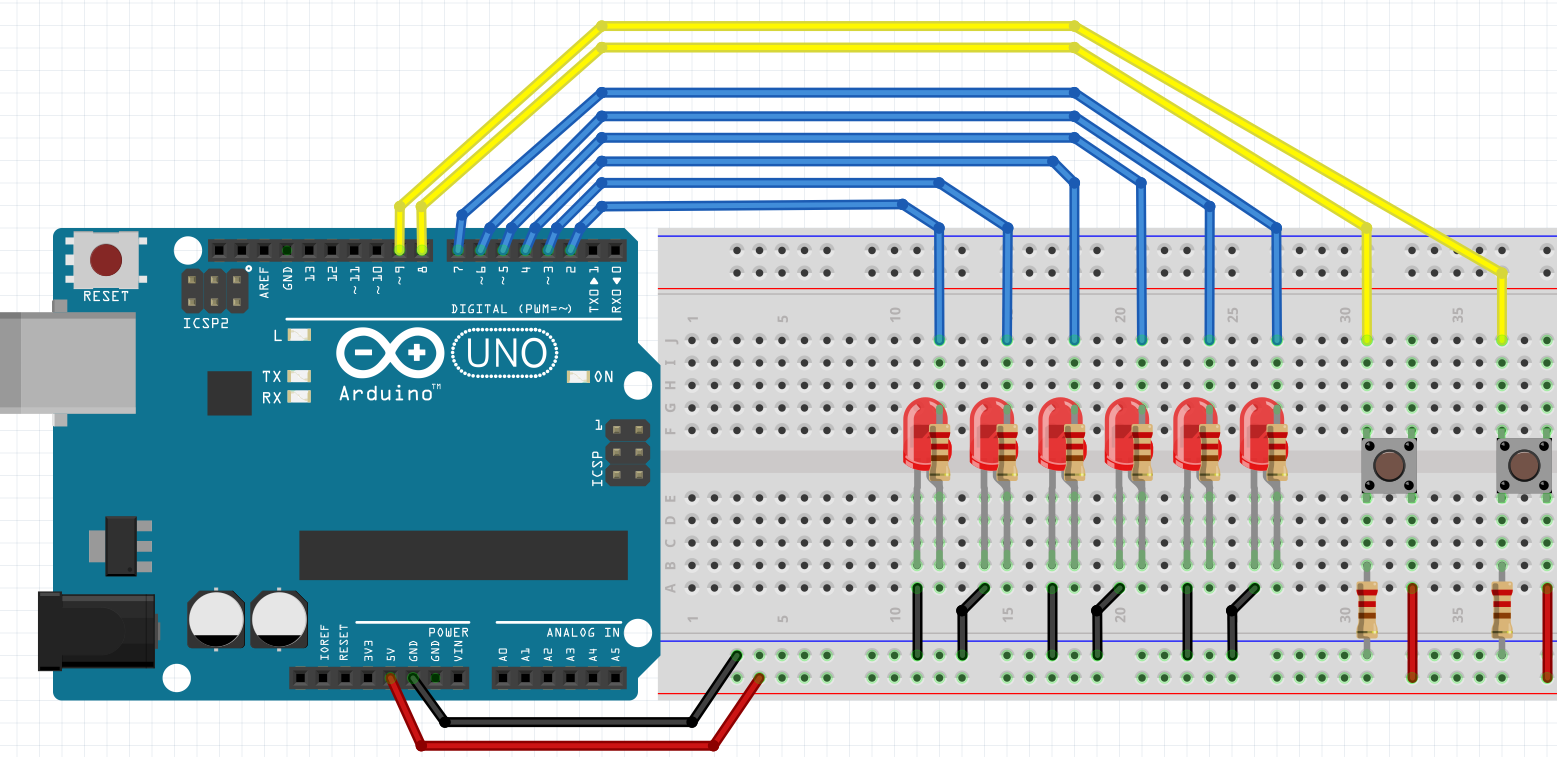 RESET
ICSP2
AREF
GND
13
12
~11
~10
~9
8
7
~6
~5
4
~3
2
TX0▶1
RX0◀0
DIGITAL (PWM=~)
L
TX
RX
Arduino™
UNO
ON
1
ICSP
IOREF
RESET
3V3
5V
GND
GND
VIN
POWER
ANALOG IN
A0
A1
A2
A3
A4
A5
1
5
10
15
20
25
30
35
J
I
H
G
F
E
D
C
B
A
1
5
10
15
20
30
35